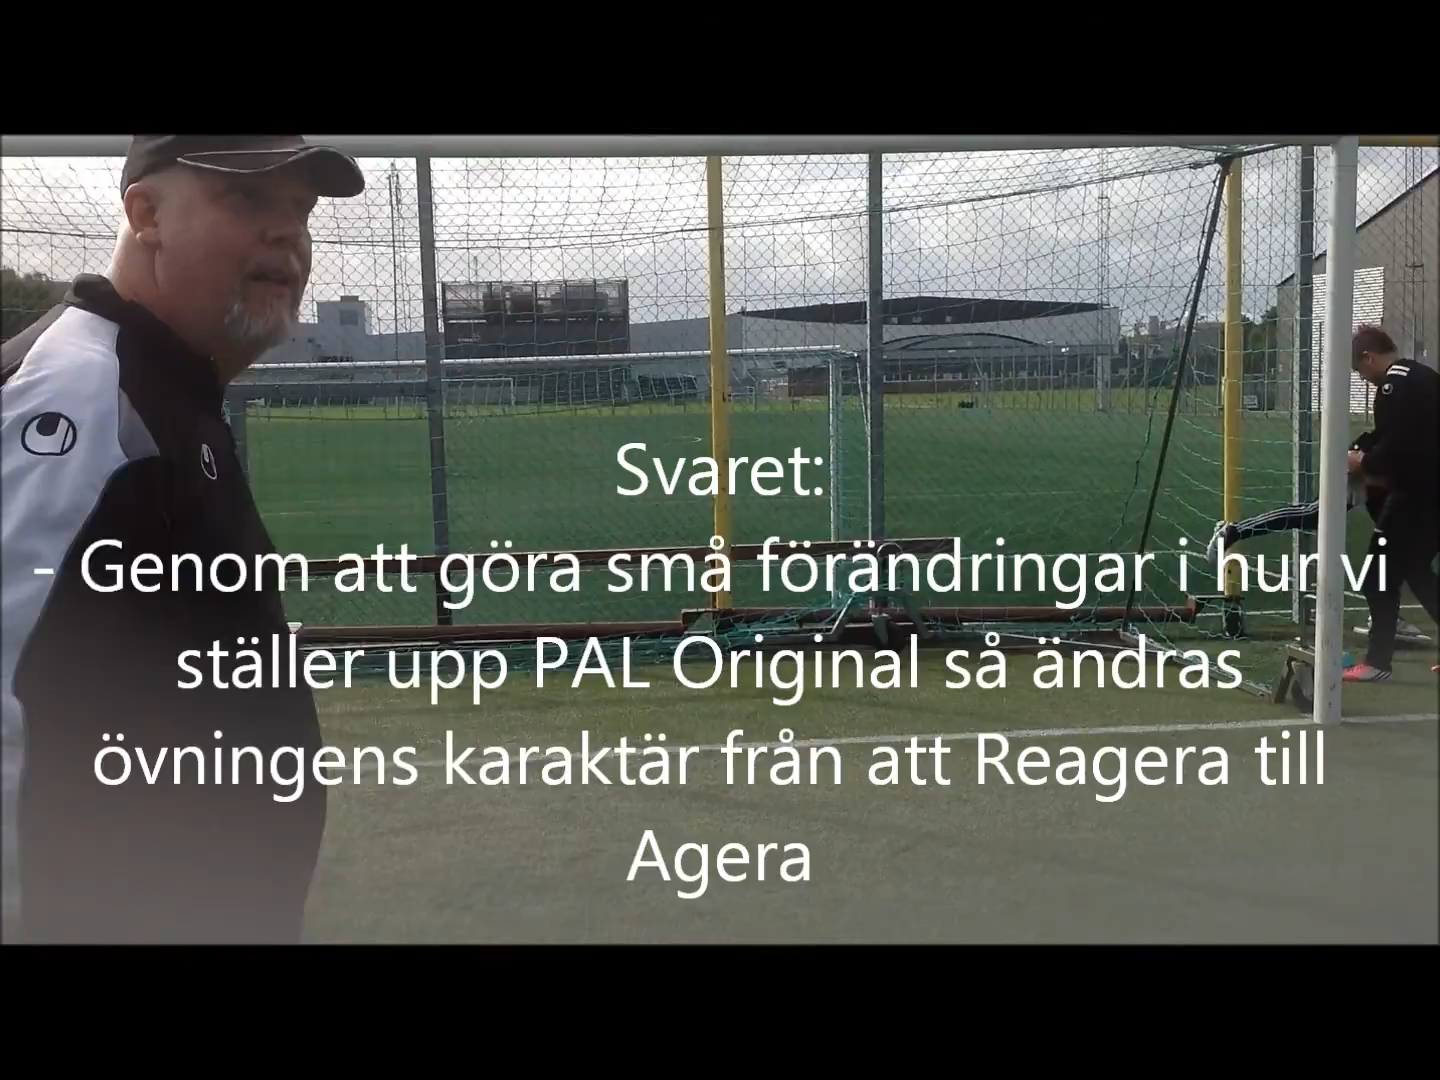 Svaret:
- Genom att göra små förändringar i hur vi
ställer upp PAL Original så ändras
övningens karaktär från att Reagera till
Agera